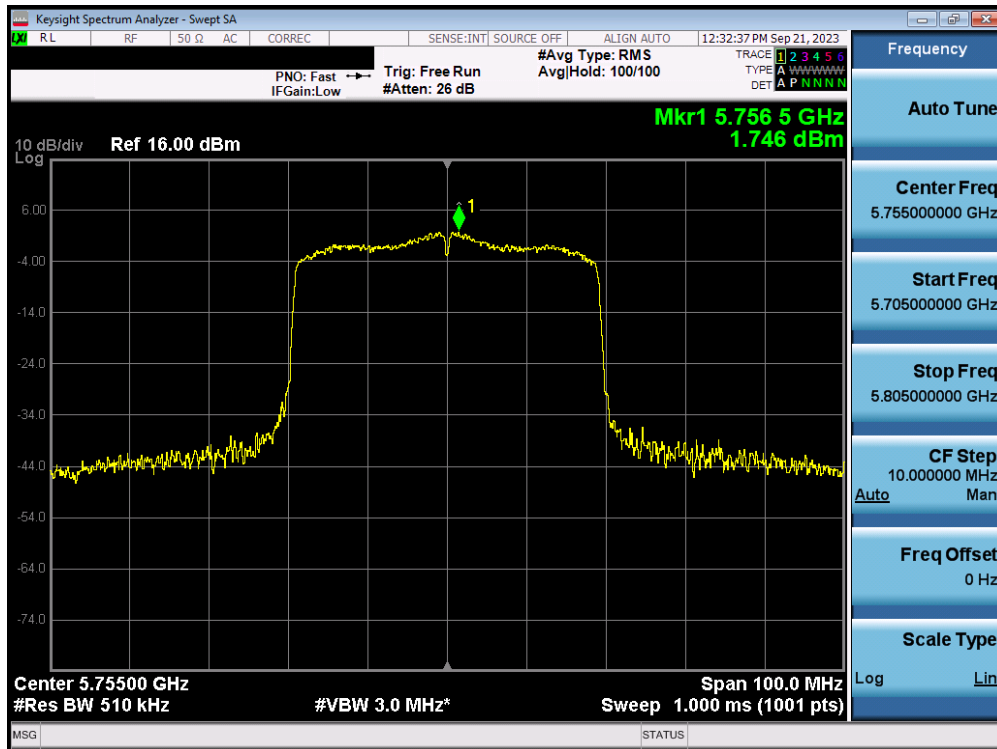 Keysight Spectrum Analyzer - Swept SA
LXI RL RF 50 Ω AC CORREC SENSE:INT SOURCE OFF ALIGN AUTO 12:32:37 PM Sep 21, 2023
PNO: Fast
IFGain:Low
Trig: Free Run
#Atten: 26 dB
#Avg Type: RMS
Avg|Hold: 100/100
TRACE 1 2 3 4 5 6
TYPE A WWWWW
DET A P N N N N
Mkr1 5.756 5 GHz
1.746 dBm
10 dB/div Ref 16.00 dBm
Log
1
6.00
-4.00
-14.0
-24.0
-34.0
-44.0
-54.0
-64.0
-74.0
Center 5.75500 GHz Span 100.0 MHz
#Res BW 510 kHz #VBW 3.0 MHz* Sweep 1.000 ms (1001 pts)
MSG STATUS
Frequency
Auto Tune
Center Freq
5.755000000 GHz
Start Freq
5.705000000 GHz
Stop Freq
5.805000000 GHz
CF Step
10.000000 MHz
Auto Man
Freq Offset
0 Hz
Scale Type
Log Lin